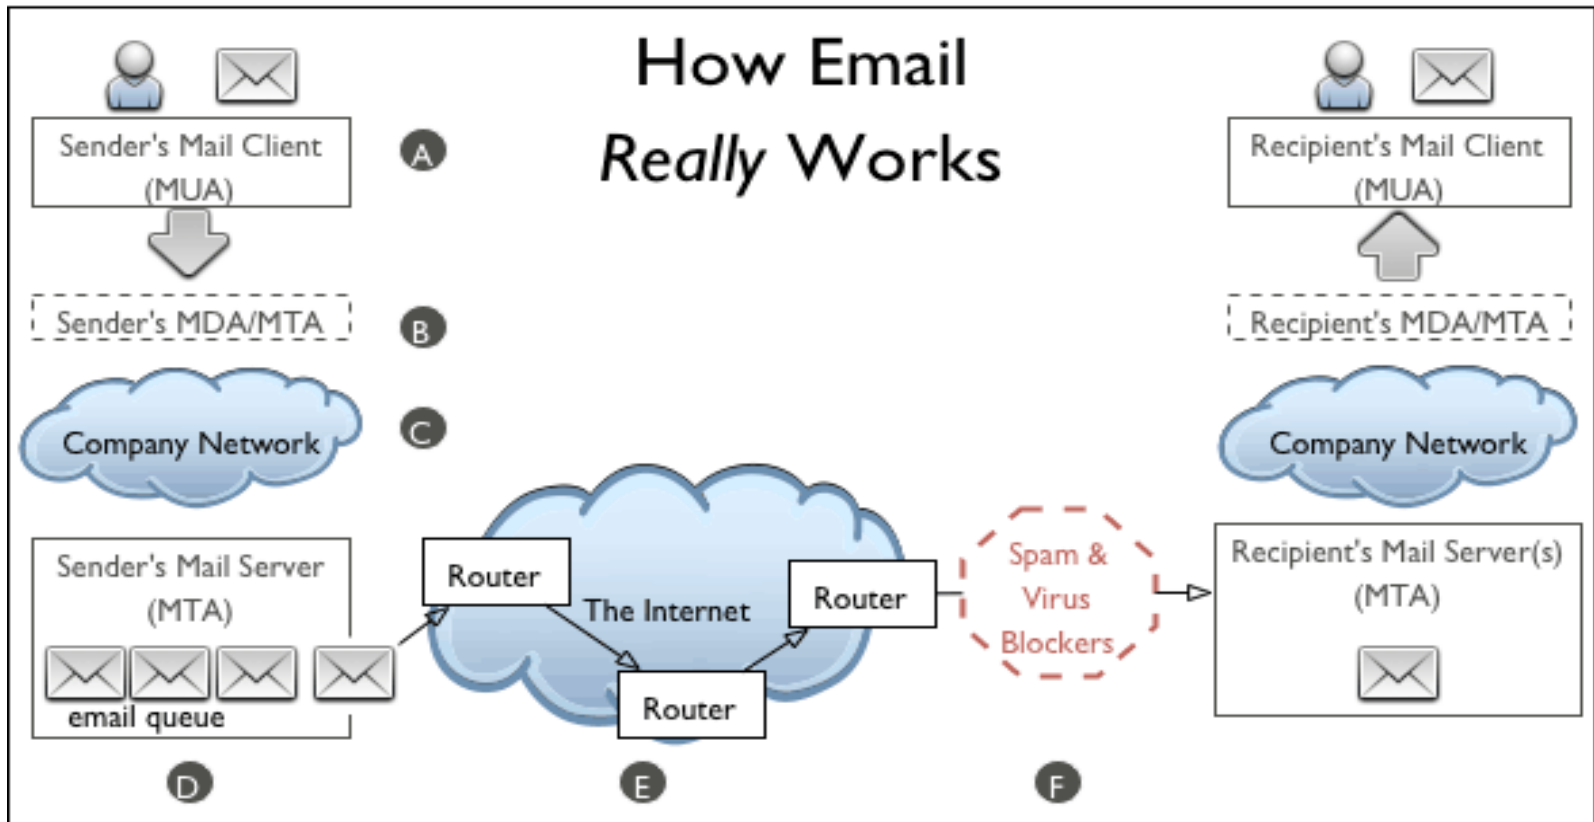 How Email
Really Works
Sender's Mail Client
(MUA)
A
Recipient's Mail Client
(MUA)
Sender's MDA/MTA
B
Recipient's MDA/MTA
Company Network
C
Company Network
Sender's Mail Server
(MTA)
email queue
Router
The Internet
Router
Router
Spam &
Virus
Blockers
Recipient's Mail Server(s)
(MTA)
D
E
F